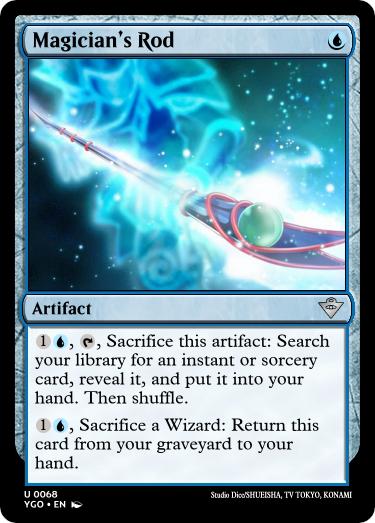 Magician's Rod
Artifact
1, Sacrifice this artifact: Search
your library for an instant or sorcery
card, reveal it, and put it into your
hand. Then shuffle.
1, Sacrifice a Wizard: Return this
card from your graveyard to your
hand.
U 0068
YGO • EN
Studio Dice/SHUEISHA, TV TOKYO, KONAMI